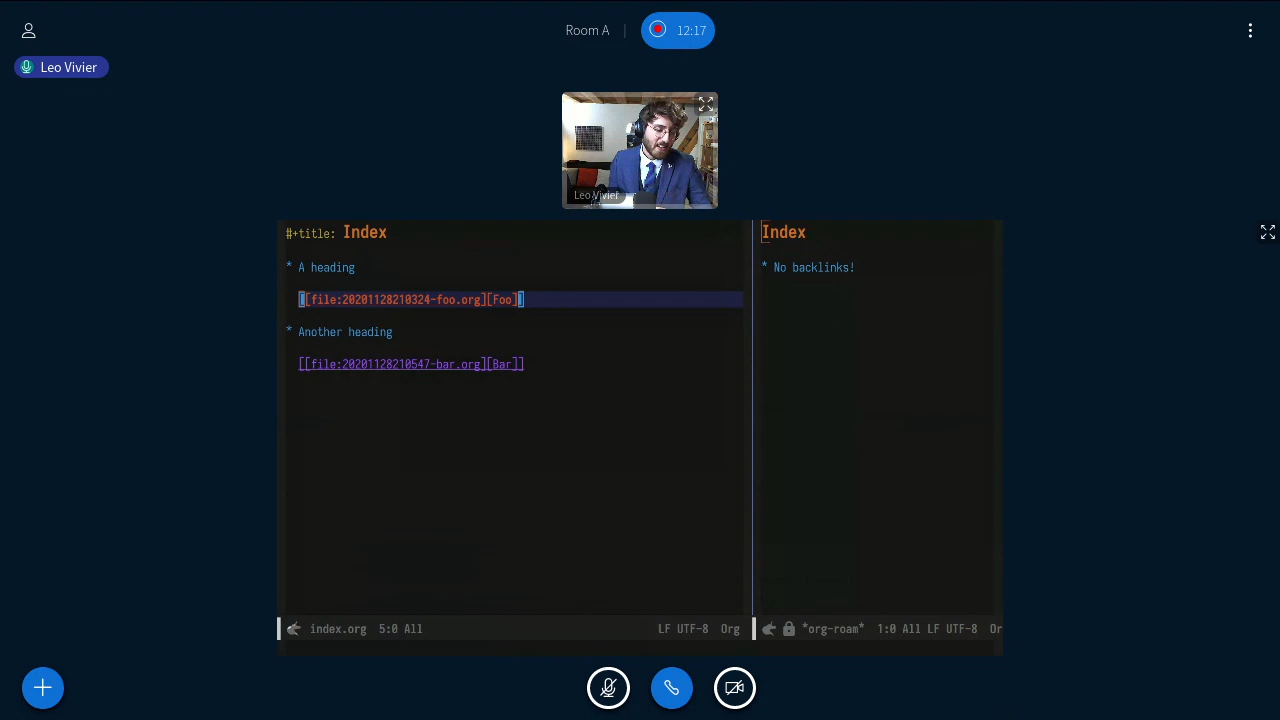 Room A
12:17
Leo Vivier
Leo Vivier
#+title: Index
* A heading
[[file:20201128210324-foo.org][Foo]]
* Another heading
[[file:20201128210547-bar.org][Bar]]
index.org 5:0 All LF UTF-8 Org
Index
* No backlinks!
*org-roam* 1:0 All LF UTF-8 Or